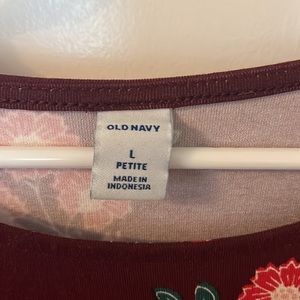 OLD NAVY
L
PETITE
MADE IN
INDONESIA